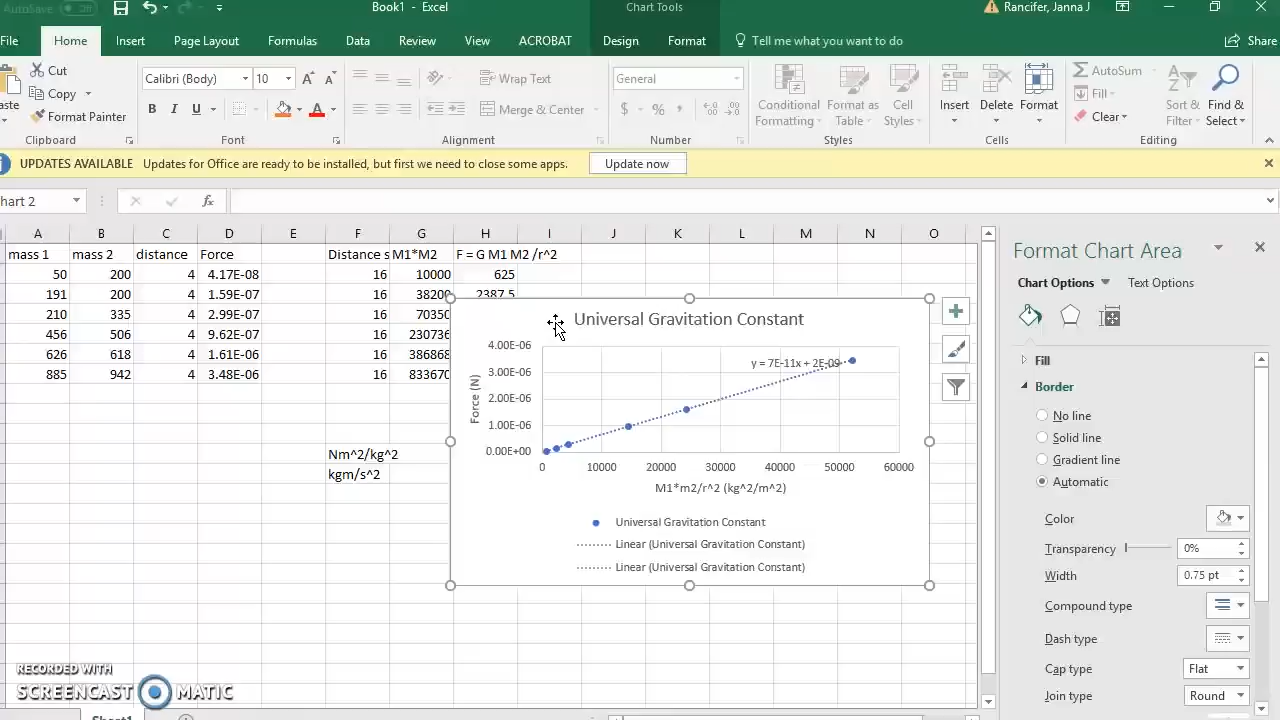 AutoSave Off Book1 - Excel Chart Tools Rancifer, Janna J
File Home Insert Page Layout Formulas Data Review View ACROBAT Design Format Tell me what you want to do Share
aste Cut Copy Format Painter
Calibri (Body) 10 A A B I U A
Wrap Text Merge & Center
General $ %
Conditional Formatting Format as Table Cell Styles
Insert Delete Format
AutoSum Fill Clear Sort & Filter Find & Select
Clipboard Font Alignment Number Styles Cells Editing
UPDATES AVAILABLE Updates for Office are ready to be installed, but first we need to close some apps. Update now
hart 2 fx
A B C D E F G H I J K L M N O
mass 1 mass 2 distance Force Distance s M1*M2 F = G M1 M2 /r^2
50 200 4 4.17E-08 16 10000 625
191 200 4 1.59E-07 16 38200 2387.5
210 335 4 2.99E-07 16 70350
456 506 4 9.62E-07 16 230736
626 618 4 1.61E-06 16 386868
885 942 4 3.48E-06 16 833670
Nm^2/kg^2
kgm/s^2
Universal Gravitation Constant
y = 7E-11x + 2E-09
4.00E-06
3.00E-06
2.00E-06
1.00E-06
0.00E+00
Force (N)
0 10000 20000 30000 40000 50000 60000
M1*m2/r^2 (kg^2/m^2)
Universal Gravitation Constant
Linear (Universal Gravitation Constant)
Linear (Universal Gravitation Constant)
Format Chart Area
Chart Options Text Options
Fill
Border
No line
Solid line
Gradient line
Automatic
Color
Transparency 0%
Width 0.75 pt
Compound type
Dash type
Cap type Flat
Join type Round
RECORDED WITH
SCREENCAST MATIC
Sheet1